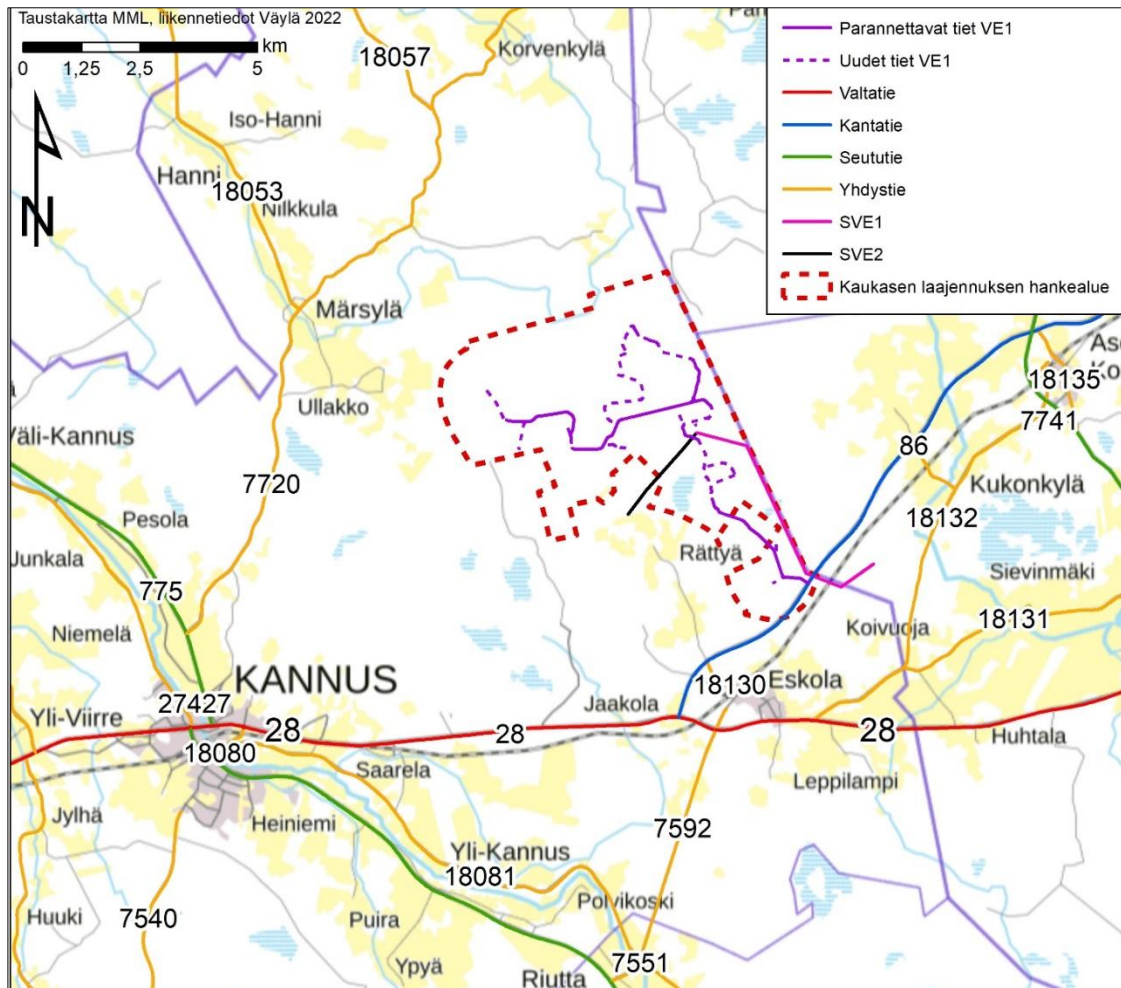 Taustakartta MML, liikennetiedot Väylä 2022
km
0 1,25 2,5 5
N
Parannettavat tiet VE1
Uudet tiet VE1
Valtatie
Kantatie
Seututie
Yhdystie
SVE1
SVE2
Kaukasen laajennuksen hankealue
18057
Korvenkylä
Iso-Hanni
Hanni
18053
Nilkkula
Märsylä
Ullakko
18135
7741
86
Väli-Kannus
7720
Kukonkylä
18132
Pesola
Junkala
Rättyä
Sievinmäki
775
18131
Niemelä
Koivuoja
KANNUS
18130
Eskola
27427
Jaakola
Yli-Viirre
28
28
28
Huhtala
18080
Saarela
Leppilampi
Jylhä
Heiniemi
7592
Yli-Kannus
18081
Polvikoski
Huuki
7540
Puira
Ypyä
Riutta
7551